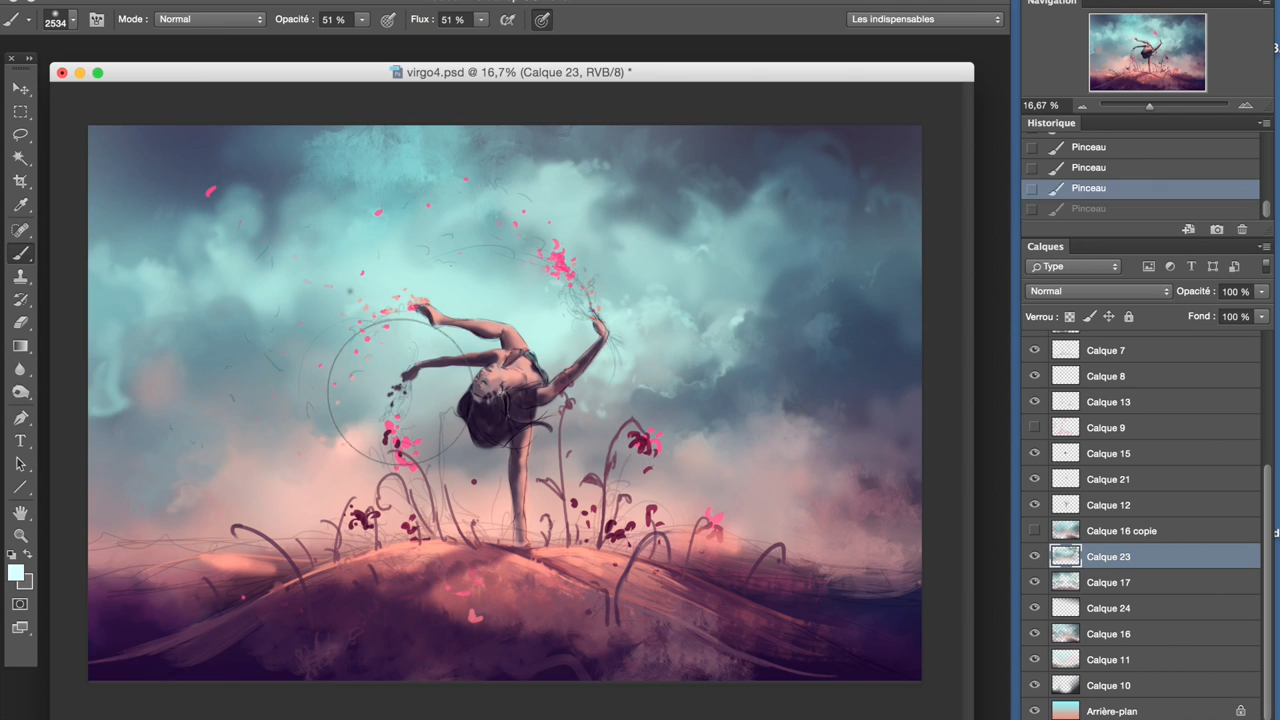 2534 Mode : Normal Opacité : 51 % Flux : 51 % Les indispensables
Navigation
virgo4.psd @ 16,7% (Calque 23, RVB/8) *
16,67 %
Historique
Pinceau
Pinceau
Pinceau
Pinceau
Calques
Type
Normal Opacité : 100 %
Verrou : Fond : 100 %
Calque 7
Calque 8
Calque 13
Calque 9
Calque 15
Calque 21
Calque 12
Calque 16 copie
Calque 23
Calque 17
Calque 24
Calque 16
Calque 11
Calque 10
Arrière-plan